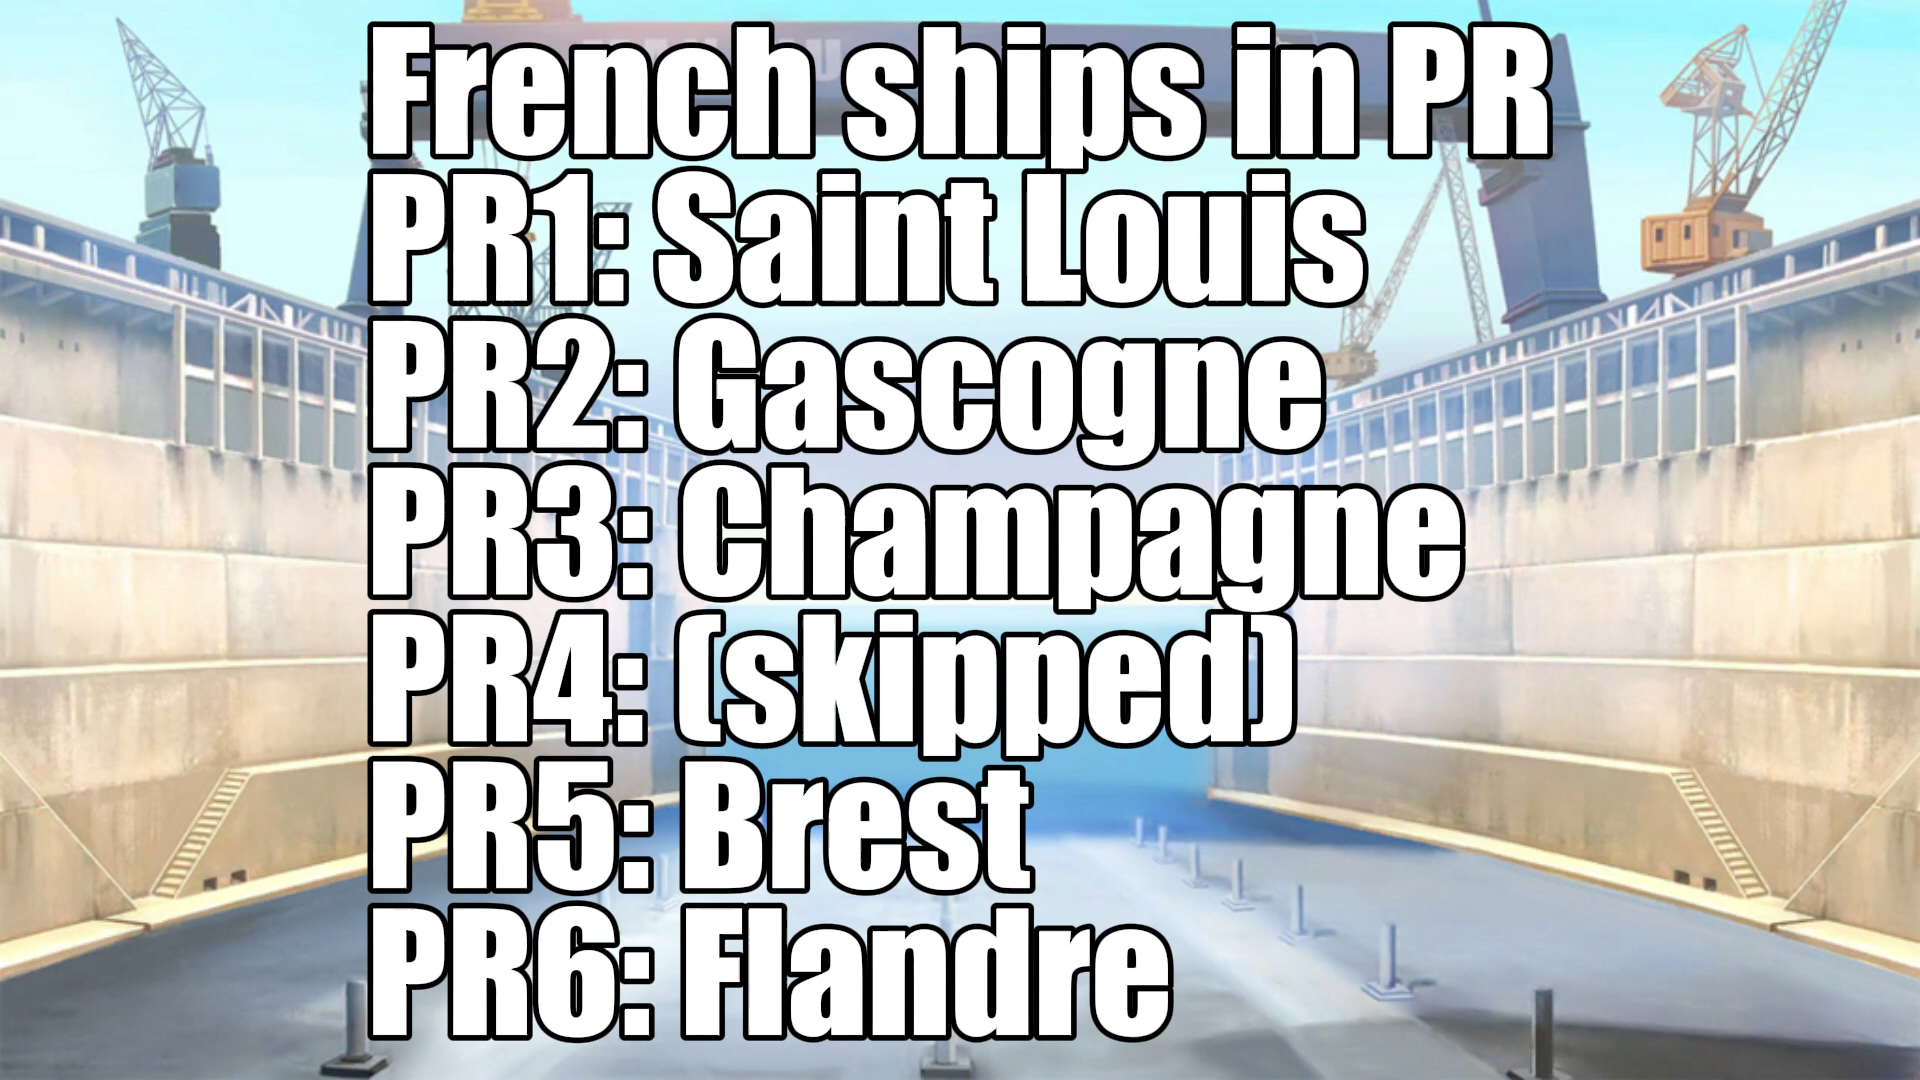 French ships in PR
PR1: Saint Louis
PR2: Gascogne
PR3: Champagne
PR4: (skipped)
PR5: Brest
PR6: Flandre